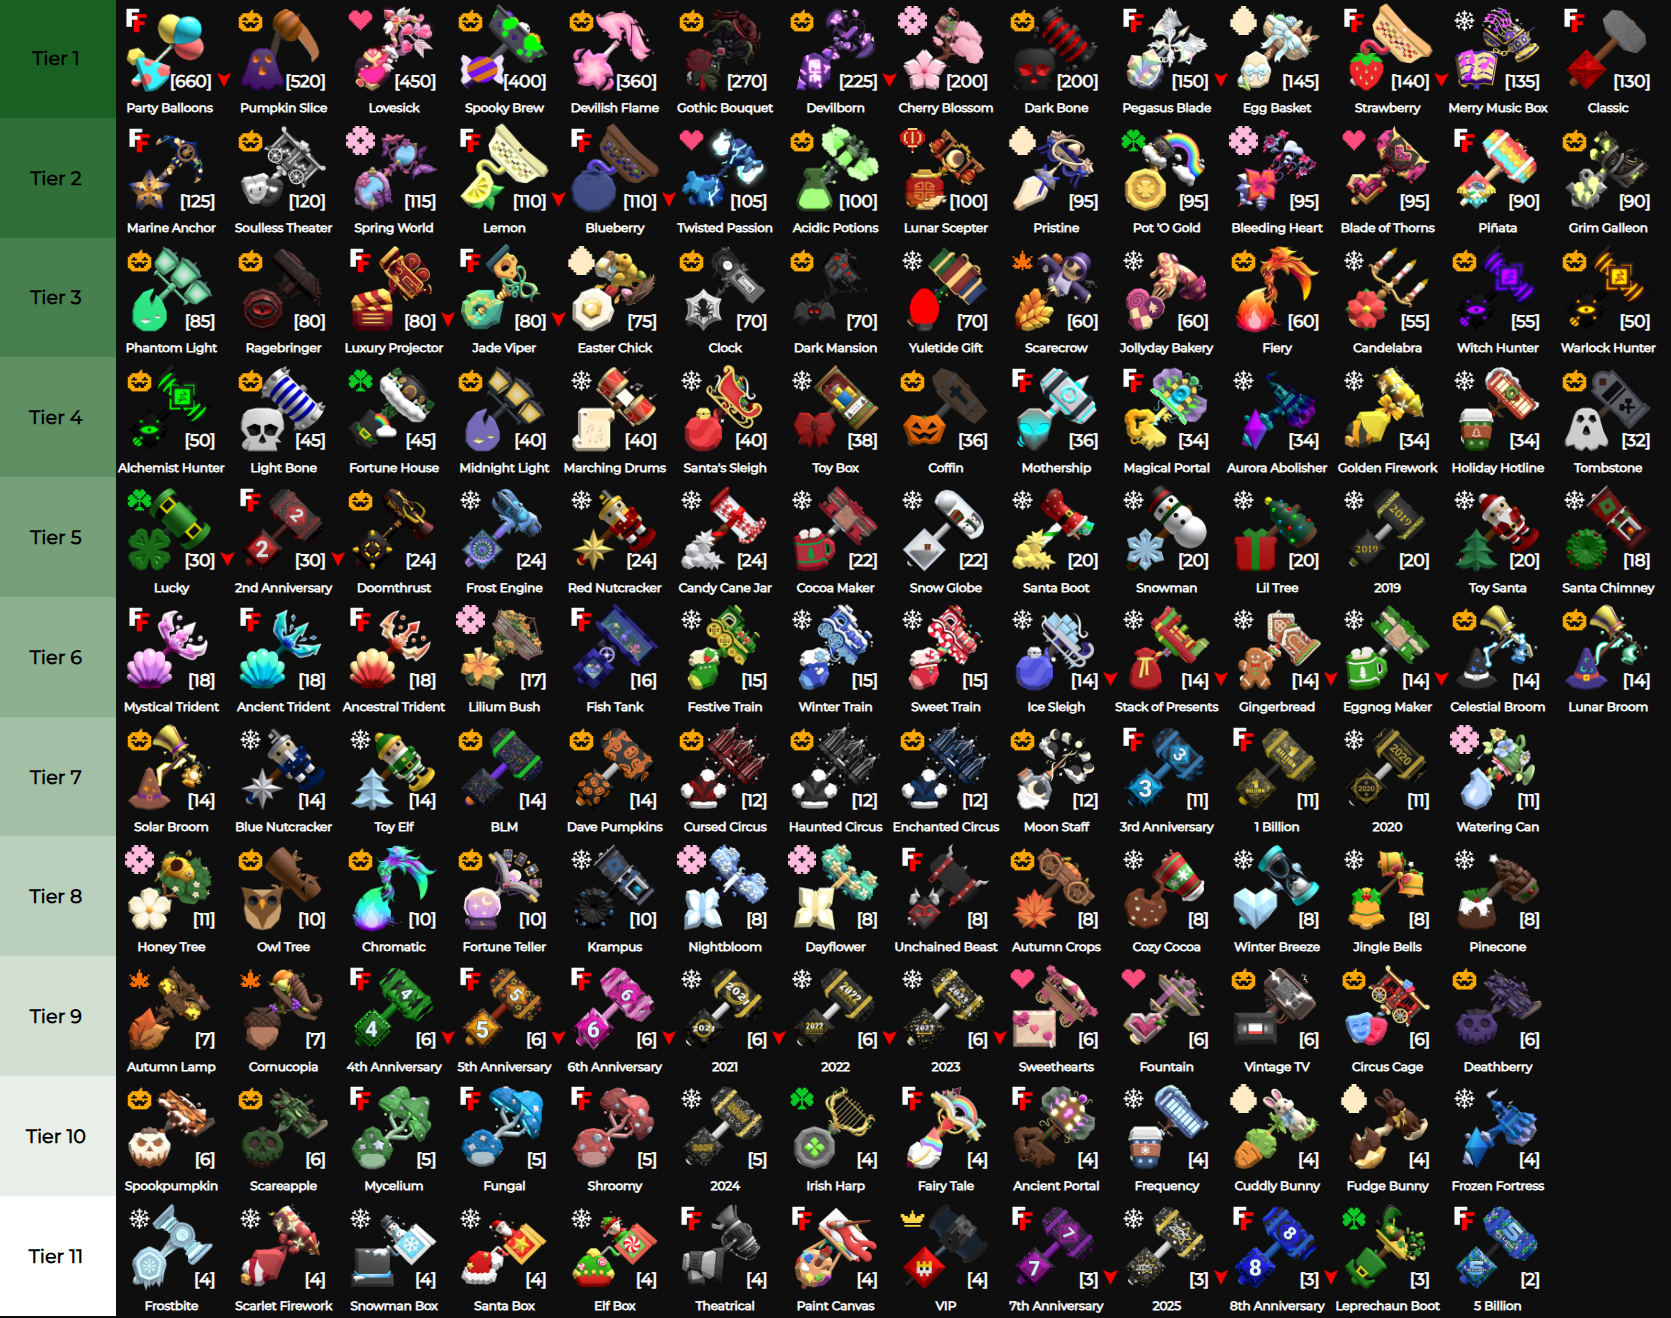 Tier 1
[660] [520] [450] [400] [360] [270] [225] [200] [200] [150] [145] [140] [135] [130]
Party Balloons Pumpkin Slice Lovesick Spooky Brew Devilish Flame Gothic Bouquet Devilborn Cherry Blossom Dark Bone Pegasus Blade Egg Basket Strawberry Merry Music Box Classic
Tier 2
[125] [120] [115] [110] [110] [105] [100] [100] [95] [95] [95] [95] [90] [90]
Marine Anchor Soulless Theater Spring World Lemon Blueberry Twisted Passion Acidic Potions Lunar Scepter Pristine Pot 'O Gold Bleeding Heart Blade of Thorns Piñata Grim Galleon
Tier 3
[85] [80] [80] [80] [75] [70] [70] [70] [60] [60] [60] [55] [55] [50]
Phantom Light Ragebringer Luxury Projector Jade Viper Easter Chick Clock Dark Mansion Yuletide Gift Scarecrow Jollyday Bakery Fiery Candelabra Witch Hunter Warlock Hunter
Tier 4
[50] [45] [45] [40] [40] [40] [38] [36] [36] [34] [34] [34] [34] [32]
Alchemist Hunter Light Bone Fortune House Midnight Light Marching Drums Santa's Sleigh Toy Box Coffin Mothership Magical Portal Aurora Abolisher Golden Firework Holiday Hotline Tombstone
Tier 5
[30] [30] [24] [24] [24] [24] [22] [22] [20] [20] [20] [20] [20] [18]
Lucky 2nd Anniversary Doomthrust Frost Engine Red Nutcracker Candy Cane Jar Cocoa Maker Snow Globe Santa Boot Snowman Lil Tree 2019 Toy Santa Santa Chimney
Tier 6
[18] [18] [18] [17] [16] [15] [15] [15] [14] [14] [14] [14] [14] [14]
Mystical Trident Ancient Trident Ancestral Trident Lilium Bush Fish Tank Festive Train Winter Train Sweet Train Ice Sleigh Stack of Presents Gingerbread Eggnog Maker Celestial Broom Lunar Broom
Tier 7
[14] [14] [14] [14] [14] [12] [12] [12] [12] [11] [11] [11] [11]
Solar Broom Blue Nutcracker Toy Elf BLM Dave Pumpkins Cursed Circus Haunted Circus Enchanted Circus Moon Staff 3rd Anniversary 1 Billion 2020 Watering Can
Tier 8
[11] [10] [10] [10] [10] [8] [8] [8] [8] [8] [8] [8] [8]
Honey Tree Owl Tree Chromatic Fortune Teller Krampus Nightbloom Dayflower Unchained Beast Autumn Crops Cozy Cocoa Winter Breeze Jingle Bells Pinecone
Tier 9
[7] [7] [6] [6] [6] [6] [6] [6] [6] [6] [6] [6] [6]
Autumn Lamp Cornucopia 4th Anniversary 5th Anniversary 6th Anniversary 2021 2022 2023 Sweethearts Fountain Vintage TV Circus Cage Deathberry
Tier 10
[6] [6] [5] [5] [5] [5] [4] [4] [4] [4] [4] [4] [4]
Spookpumpkin Scareapple Mycelium Fungal Shroomy 2024 Irish Harp Fairy Tale Ancient Portal Frequency Cuddly Bunny Fudge Bunny Frozen Fortress
Tier 11
[4] [4] [4] [4] [4] [4] [4] [4] [3] [3] [3] [3] [2]
Frostbite Scarlet Firework Snowman Box Santa Box Elf Box Theatrical Paint Canvas VIP 7th Anniversary 2025 8th Anniversary Leprechaun Boot 5 Billion